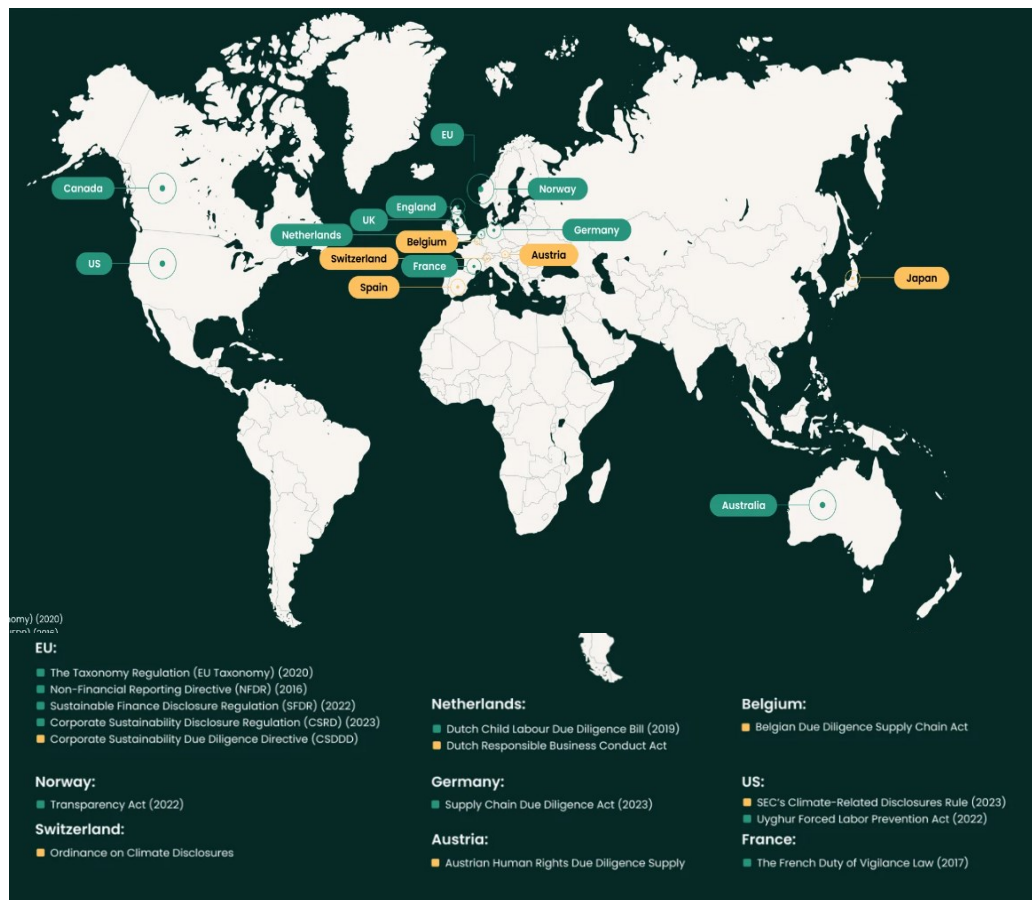 EU
Canada
Norway
England
UK
Netherlands
Germany
Belgium
Switzerland
Austria
US
France
Japan
Spain
Australia
(2020)
EU:
The Taxonomy Regulation (EU Taxonomy) (2020)
Non-Financial Reporting Directive (NFDR) (2016)
Sustainable Finance Disclosure Regulation (SFDR) (2022)
Corporate Sustainability Disclosure Regulation (CSRD) (2023)
Corporate Sustainability Due Diligence Directive (CSDDD)
Norway:
Transparency Act (2022)
Switzerland:
Ordinance on Climate Disclosures
Netherlands:
Dutch Child Labour Due Diligence Bill (2019)
Dutch Responsible Business Conduct Act
Germany:
Supply Chain Due Diligence Act (2023)
Austria:
Austrian Human Rights Due Diligence Supply
Belgium:
Belgian Due Diligence Supply Chain Act
US:
SEC's Climate-Related Disclosures Rule (2023)
Uyghur Forced Labor Prevention Act (2022)
France:
The French Duty of Vigilance Law (2017)